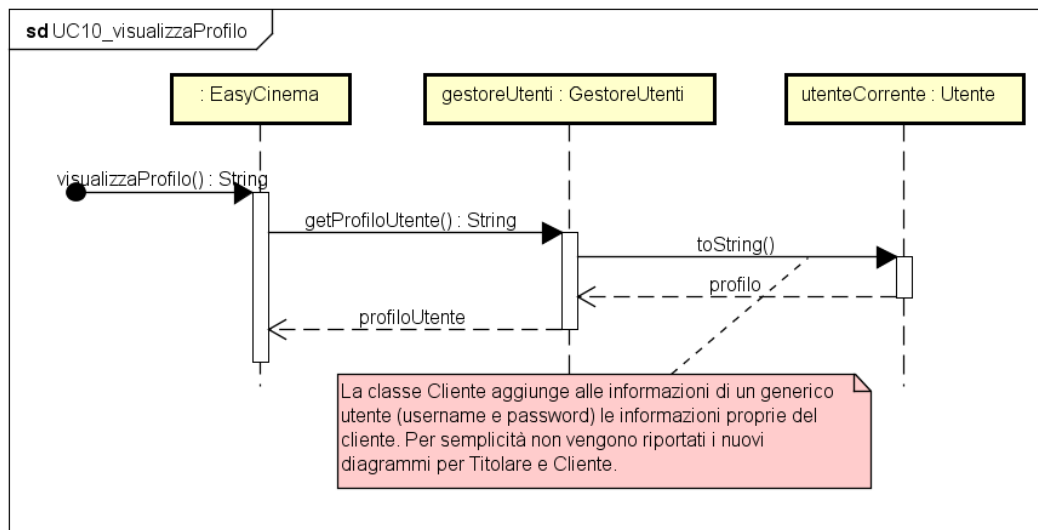 sd UC10_visualizzaProfilo
: EasyCinema
gestoreUtenti : GestoreUtenti
utenteCorrente : Utente
visualizzaProfilo() : String
getProfiloUtente() : String
toString()
profilo
profiloUtente
La classe Cliente aggiunge alle informazioni di un generico
utente (username e password) le informazioni proprie del
cliente. Per semplicità non vengono riportati i nuovi
diagrammi per Titolare e Cliente.